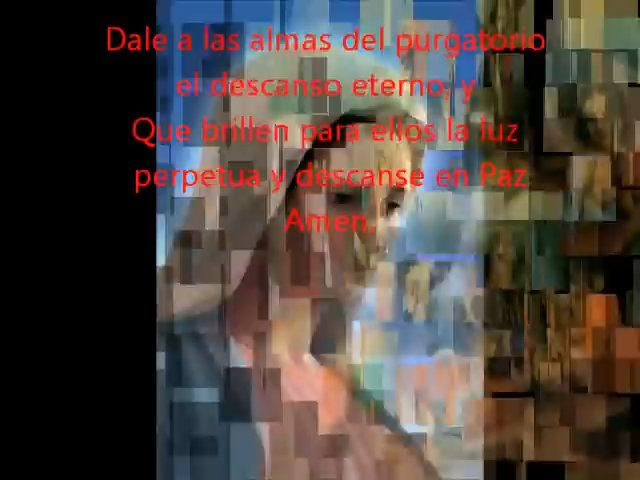 Dale a las almas del purgatorio
el descanso eterno, y
Que brillen para ellos la luz
perpetua y descanse en Paz
Amen.